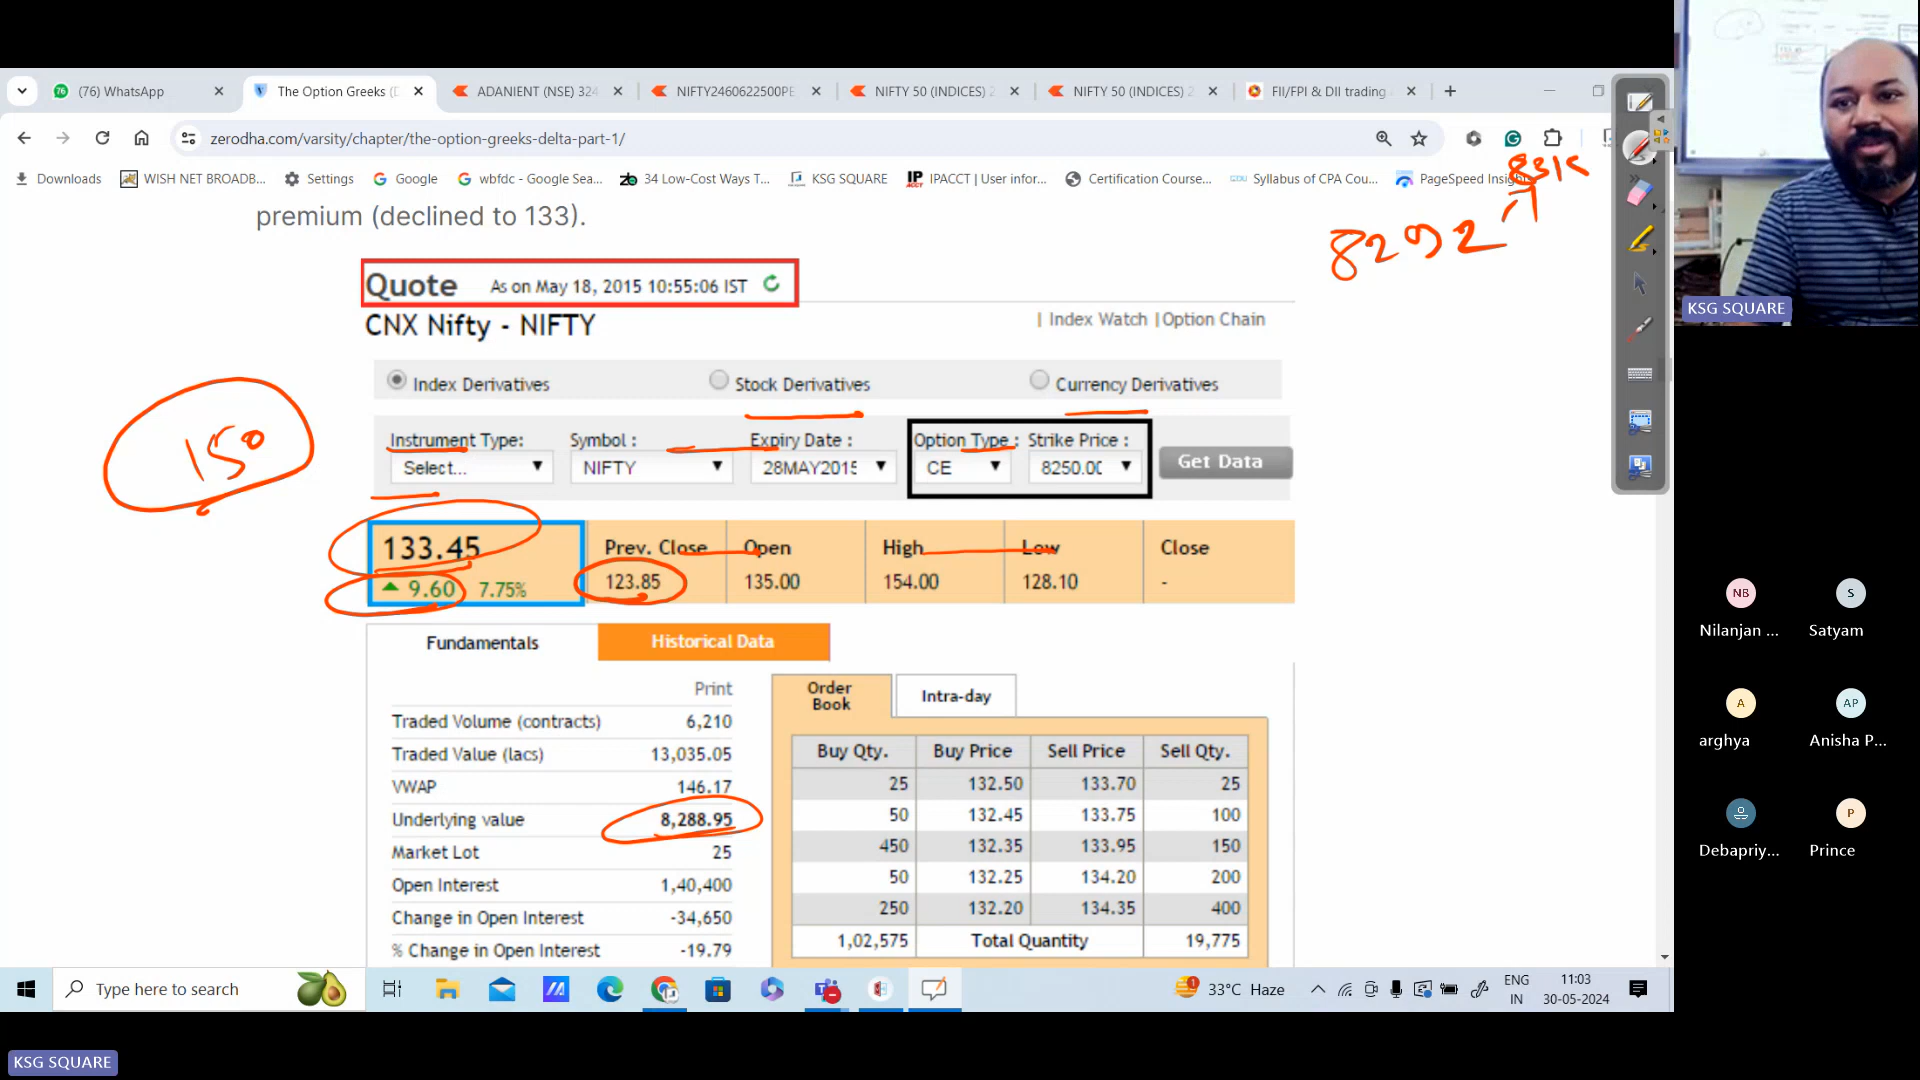 (76) WhatsApp
The Option Greeks (D
ADANIENT (NSE) 324
NIFTY2460622500PE
NIFTY 50 (INDICES) 2
NIFTY 50 (INDICES) 2
FII/FPI & DII trading
zerodha.com/varsity/chapter/the-option-greeks-delta-part-1/
Downloads
WISH NET BROADB...
Settings
Google
wbfdc - Google Sea...
34 Low-Cost Ways T...
KSG SQUARE
IPACCT | User infor...
Certification Course...
Syllabus of CPA Cou...
PageSpeed Insigh
premium (declined to 133).
8292
KSG SQUARE
Quote As on May 18, 2015 10:55:06 IST
CNX Nifty - NIFTY
| Index Watch |Option Chain
Index Derivatives
Stock Derivatives
Currency Derivatives
150
Instrument Type: Symbol : Expiry Date : Option Type : Strike Price :
Select... NIFTY 28MAY2015 CE 8250.00 Get Data
133.45 Prev. Close Open High Low Close
9.60 7.75% 123.85 135.00 154.00 128.10 -
Fundamentals Historical Data
Print
Traded Volume (contracts) 6,210
Traded Value (lacs) 13,035.05
VWAP 146.17
Underlying value 8,288.95
Market Lot 25
Open Interest 1,40,400
Change in Open Interest -34,650
% Change in Open Interest -19.79
Order Book Intra-day
Buy Qty. Buy Price Sell Price Sell Qty.
25 132.50 133.70 25
50 132.45 133.75 100
450 132.35 133.95 150
50 132.25 134.20 200
250 132.20 134.35 400
1,02,575 Total Quantity 19,775
NB S
Nilanjan ... Satyam
A AP
arghya Anisha P...
P
Debapriy... Prince
Type here to search
33°C Haze
ENG IN
11:03
30-05-2024
KSG SQUARE